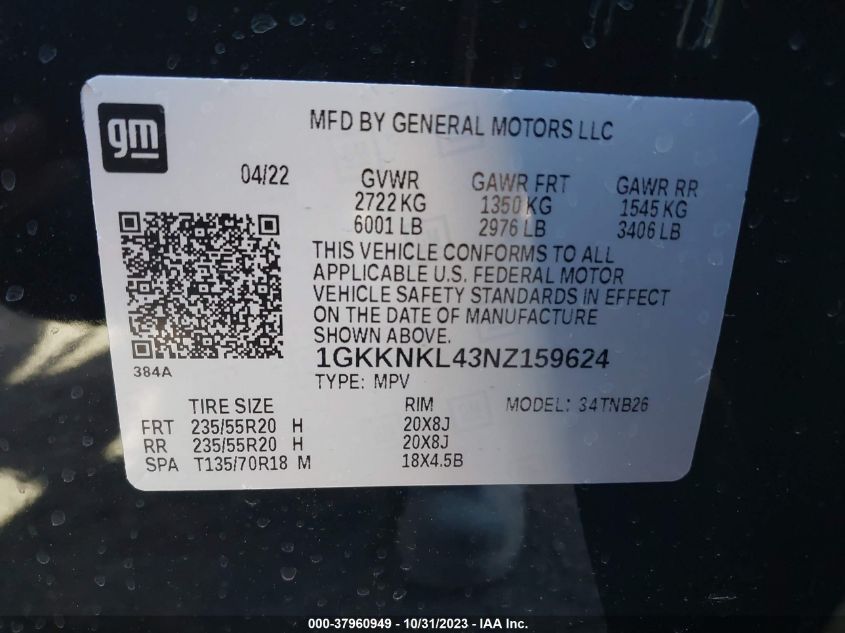 gm
MFD BY GENERAL MOTORS LLC
04/22 GVWR GAWR FRT GAWR RR
2722 KG 1350 KG 1545 KG
6001 LB 2976 LB 3406 LB
THIS VEHICLE CONFORMS TO ALL
APPLICABLE U.S. FEDERAL MOTOR
VEHICLE SAFETY STANDARDS IN EFFECT
ON THE DATE OF MANUFACTURE
SHOWN ABOVE.
384A
1GKKNKL43NZ159624
TYPE: MPV
TIRE SIZE RIM MODEL: 34TNB26
FRT 235/55R20 H 20X8J
RR 235/55R20 H 20X8J
SPA T135/70R18 M 18X4.5B
© 000-37960949 - 10/31/2023 - IAA Inc.